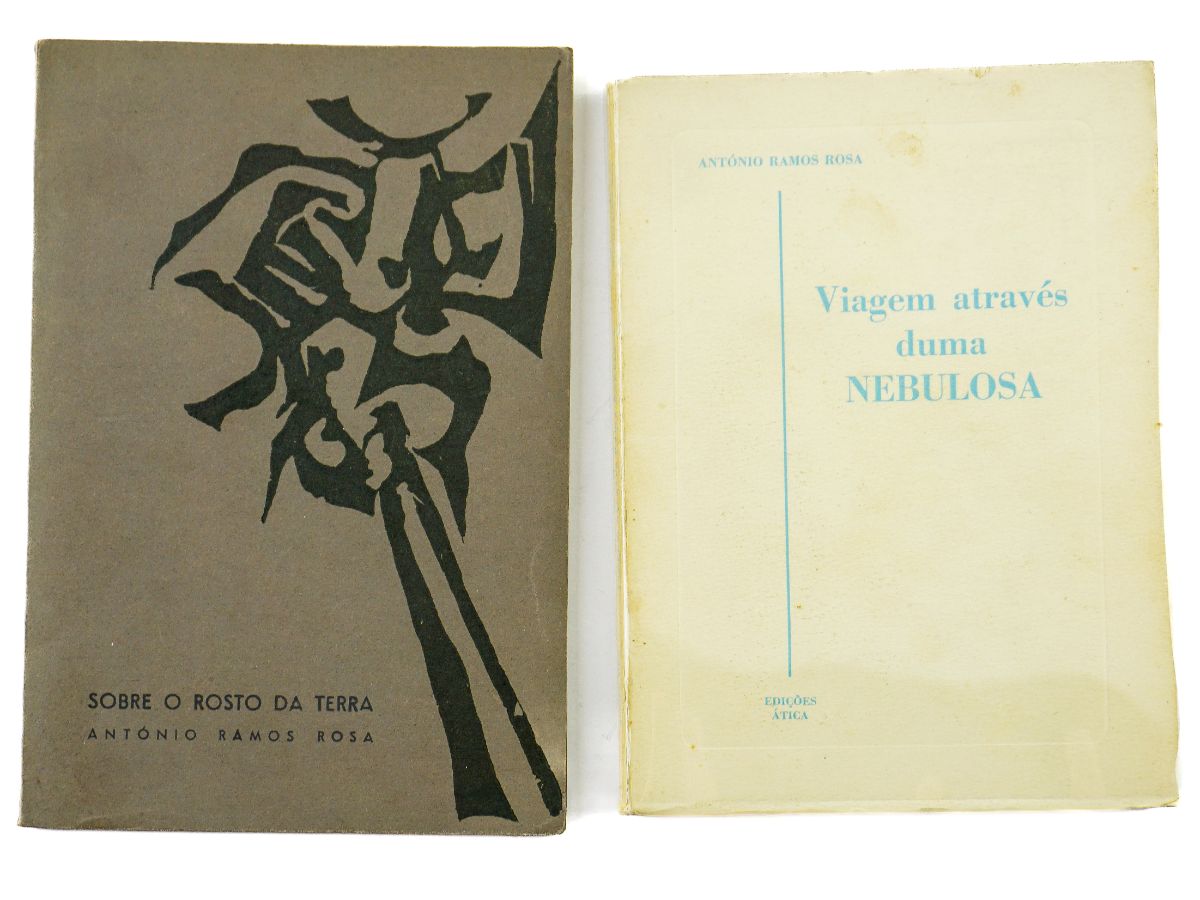 SOBRE O ROSTO DA TERRA
ANTÓNIO RAMOS ROSA
ANTÓNIO RAMOS ROSA
Viagem através
duma
NEBULOSA
EDIÇÕES
ÁTICA